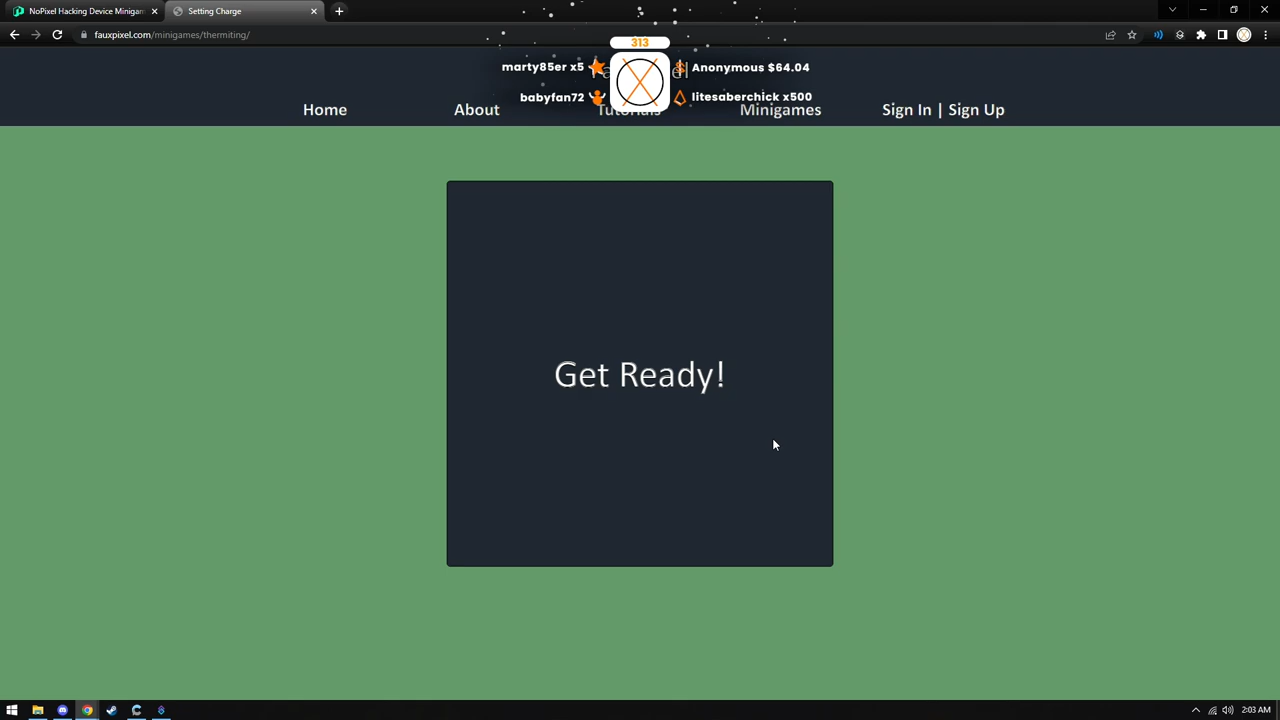 NoPixel Hacking Device Minigam
Setting Charge
fauxpixel.com/minigames/thermiting/
313
marty85er x5
Anonymous $64.04
babyfan72
litesaberchick x500
Home
About
Tutorials
Minigames
Sign In | Sign Up
Get Ready!
2:03 AM